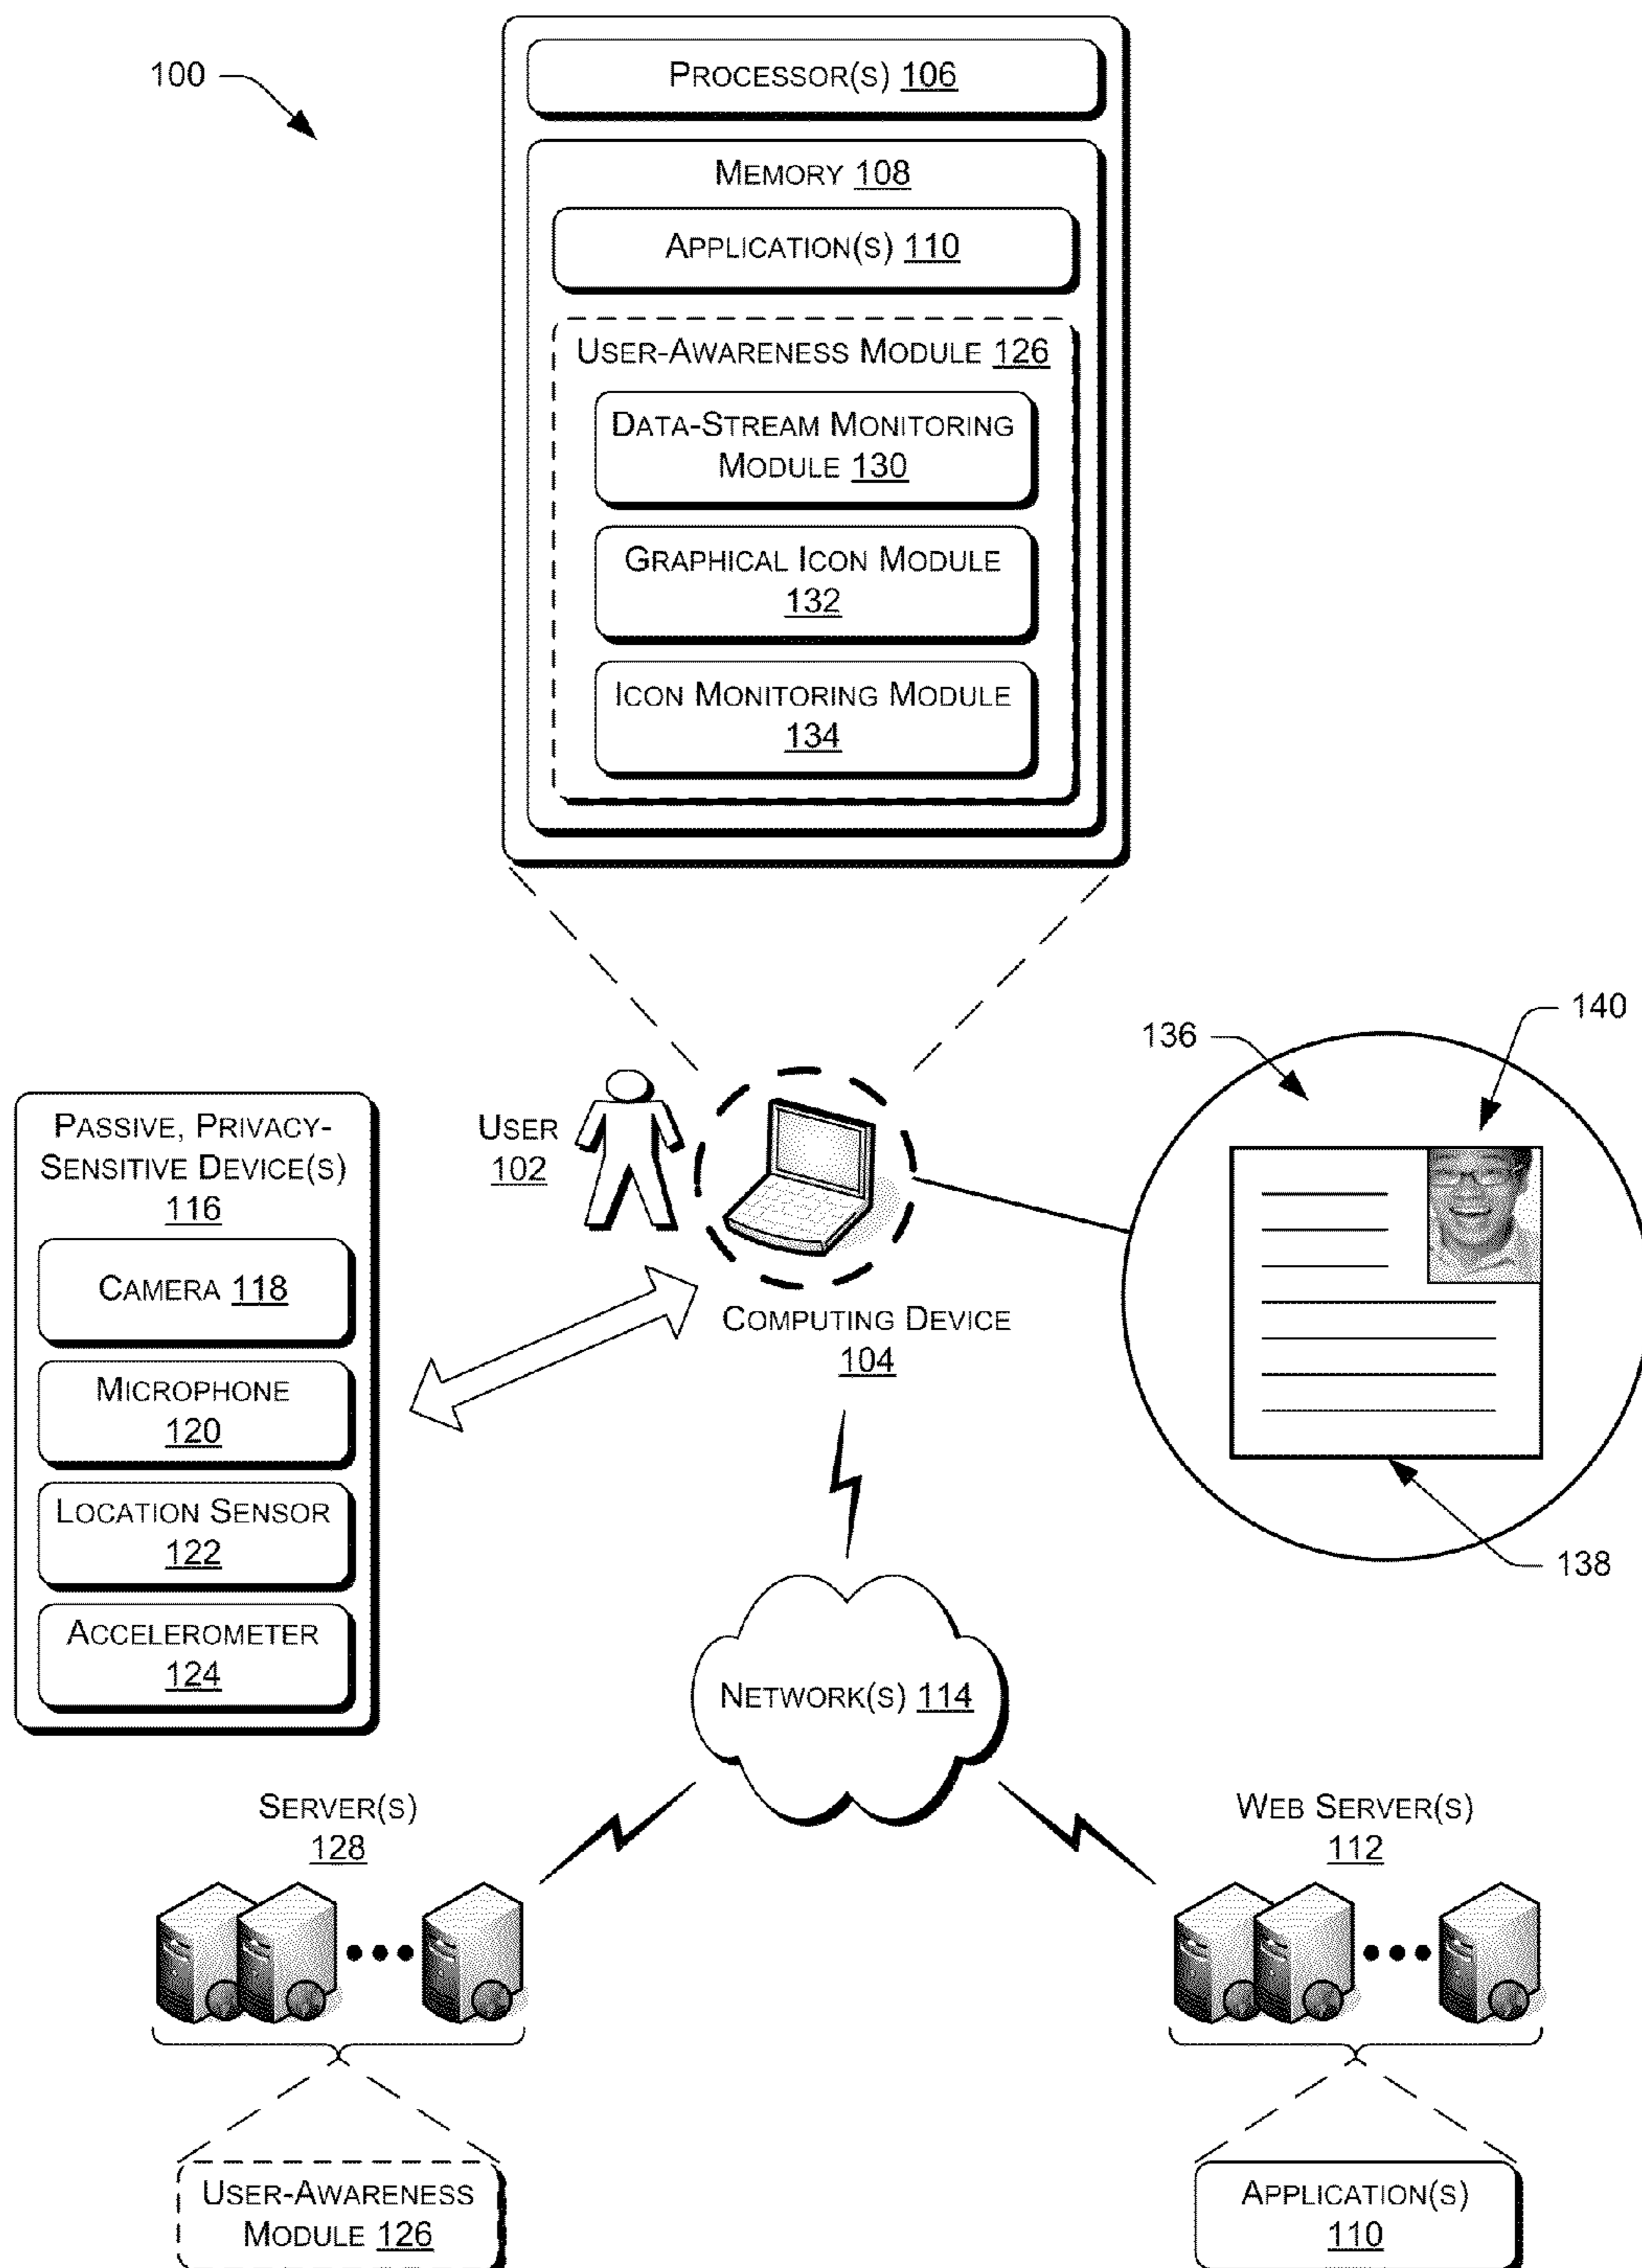 100
PROCESSOR(S) 106
MEMORY 108
APPLICATION(S) 110
USER-AWARENESS MODULE 126
DATA-STREAM MONITORING
MODULE 130
GRAPHICAL ICON MODULE
132
ICON MONITORING MODULE
134
PASSIVE, PRIVACY-
SENSITIVE DEVICE(S)
116
CAMERA 118
MICROPHONE
120
LOCATION SENSOR
122
ACCELEROMETER
124
USER
102
COMPUTING DEVICE
104
136
140
138
NETWORK(S) 114
SERVER(S)
128
WEB SERVER(S)
112
USER-AWARENESS
MODULE 126
APPLICATION(S)
110